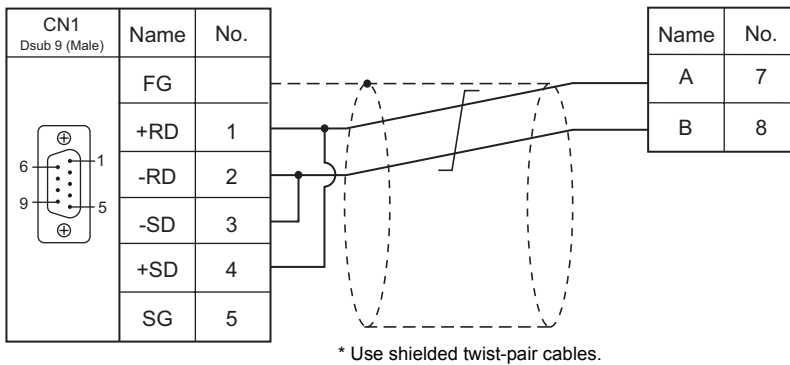 CN1
Dsub 9 (Male)
Name No.
FG
+RD 1
-RD 2
-SD 3
+SD 4
SG 5
6 1
9 5
Name No.
A 7
B 8
* Use shielded twist-pair cables.